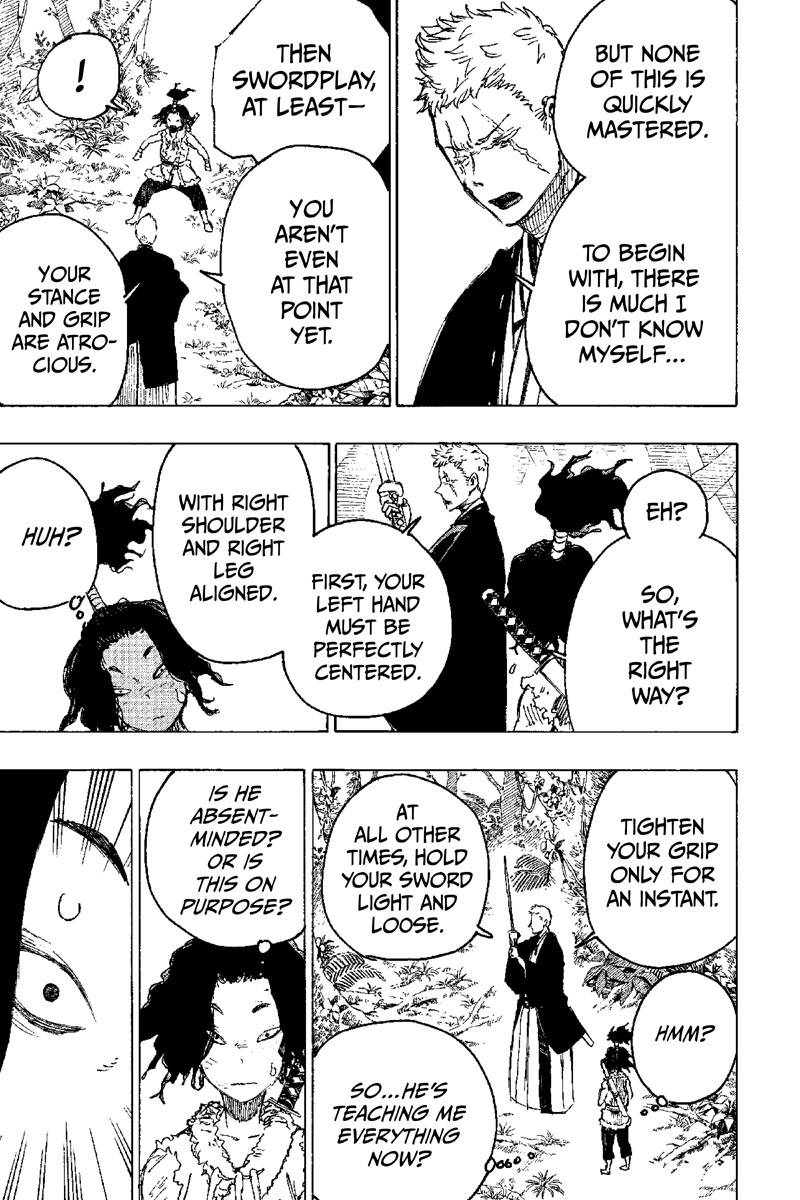 BUT NONE
OF THIS IS
QUICKLY
MASTERED.
TO BEGIN
WITH, THERE
IS MUCH I
DON'T KNOW
MYSELF...
THEN
SWORDPLAY,
AT LEAST—
!
YOU
AREN'T
EVEN
AT THAT
POINT
YET.
YOUR
STANCE
AND GRIP
ARE ATRO-
CIOUS.
EH?
SO,
WHAT'S
THE
RIGHT
WAY?
FIRST, YOUR
LEFT HAND
MUST BE
PERFECTLY
CENTERED.
WITH RIGHT
SHOULDER
AND RIGHT
LEG
ALIGNED.
HUH?
TIGHTEN
YOUR GRIP
ONLY FOR
AN INSTANT.
HMM?
AT
ALL OTHER
TIMES, HOLD
YOUR SWORD
LIGHT AND
LOOSE.
SO...HE'S
TEACHING ME
EVERYTHING
NOW?
IS HE
ABSENT-
MINDED?
OR IS
THIS ON
PURPOSE?